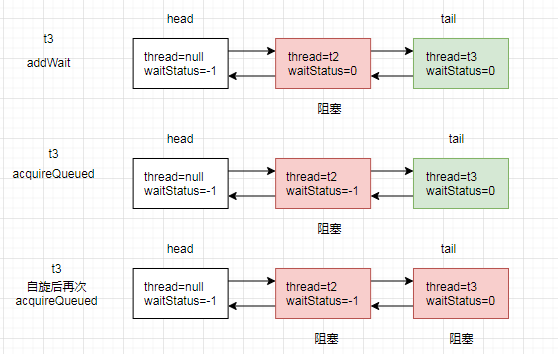 head
tail
t3
addWait
thread=null
waitStatus=-1
thread=t2
waitStatus=0
thread=t3
waitStatus=0
阻塞
head
tail
t3
acquireQueued
thread=null
waitStatus=-1
thread=t2
waitStatus=-1
thread=t3
waitStatus=0
阻塞
head
tail
t3
自旋后再次
acquireQueued
thread=null
waitStatus=-1
thread=t2
waitStatus=-1
thread=t3
waitStatus=0
阻塞
阻塞